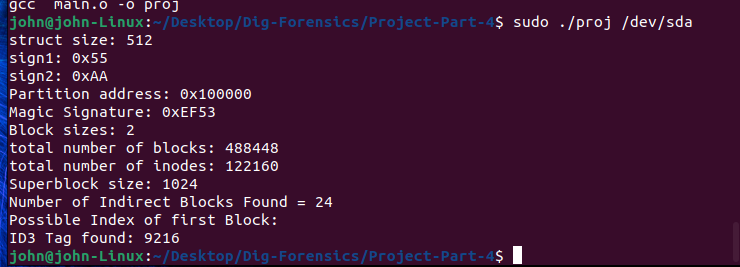 gcc  main.o -o proj
john@john-Linux:~/Desktop/Dig-Forensics/Project-Part-4$ sudo ./proj /dev/sda
struct size: 512
sign1: 0x55
sign2: 0xAA
Partition address: 0x100000
Magic Signature: 0xEF53
Block sizes: 2
total number of blocks: 488448
total number of inodes: 122160
Superblock size: 1024
Number of Indirect Blocks Found = 24
Possible Index of first Block:
ID3 Tag found: 9216
john@john-Linux:~/Desktop/Dig-Forensics/Project-Part-4$